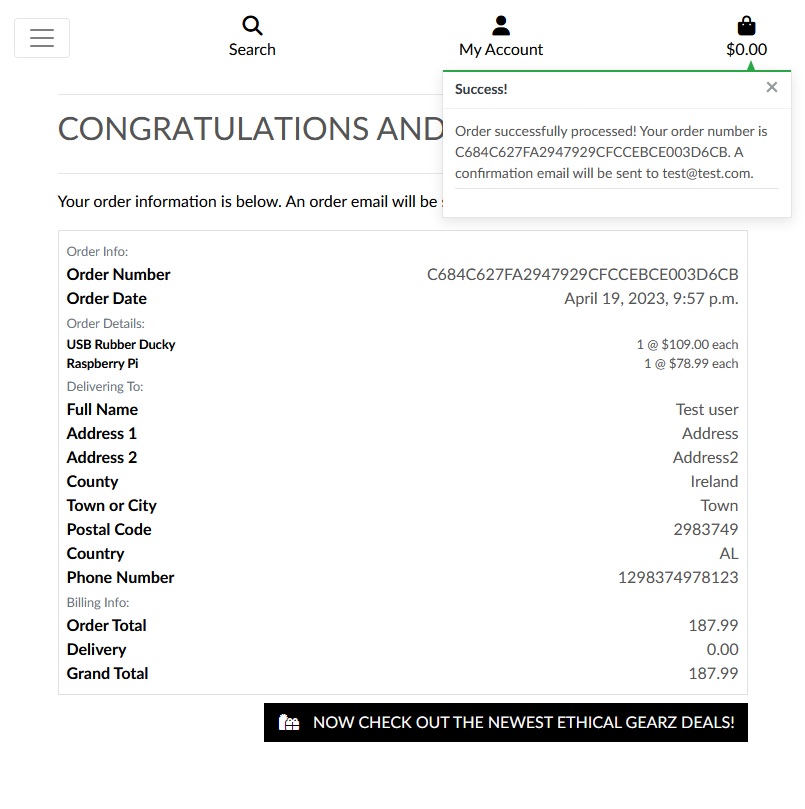 Search
My Account
$0.00
Success!
×
Order successfully processed! Your order number is
C684C627FA2947929CFCCEBCE003D6CB. A
confirmation email will be sent to test@test.com.
CONGRATULATIONS AND
Your order information is below. An order email will be
Order Info:
Order Number C684C627FA2947929CFCCEBCE003D6CB
Order Date April 19, 2023, 9:57 p.m.
Order Details:
USB Rubber Ducky 1 @ $109.00 each
Raspberry Pi 1 @ $78.99 each
Delivering To:
Full Name Test user
Address 1 Address
Address 2 Address2
County Ireland
Town or City Town
Postal Code 2983749
Country AL
Phone Number 1298374978123
Billing Info:
Order Total 187.99
Delivery 0.00
Grand Total 187.99
NOW CHECK OUT THE NEWEST ETHICAL GEARZ DEALS!